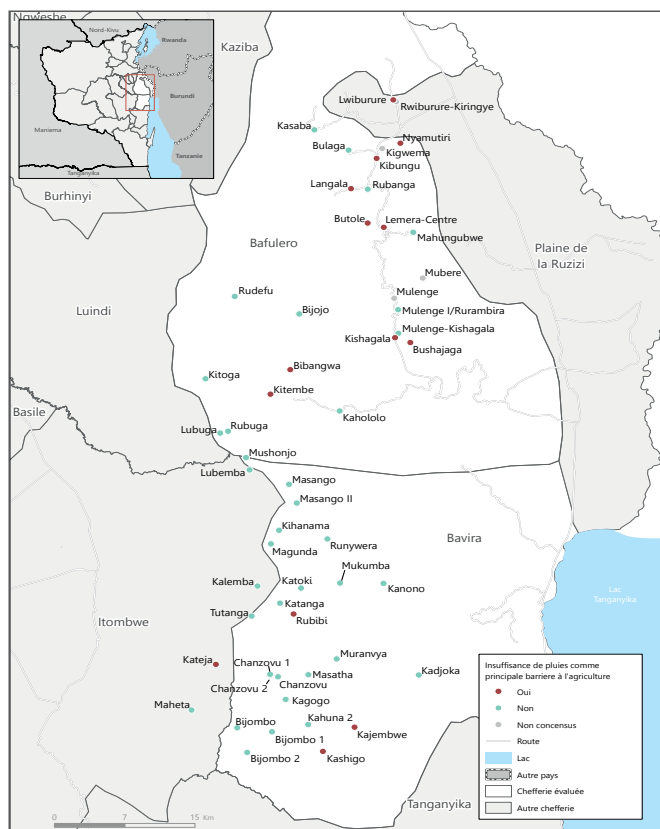 Ngweshe
Kaziba
Nord-Kivu
Rwanda
Burundi
Maniema
Tanzanie
Tanganyika
Burhinyi
Lwiburure
Rwiburure-Kiringye
Kasaba
Nyamutiri
Bulaga
Kigwema
Kibungu
Langala
Rubanga
Butole
Lemera-Centre
Mahungubwe
Bafulero
Plaine de
la Ruzizi
Mubere
Rudefu
Mulenge
Luindi
Bijojo
Mulenge I/Rurambira
Mulenge-Kishagala
Kishagala
Bushajaga
Bibangwa
Kitoga
Kitembe
Basile
Kahololo
Lubuga
Rubuga
Mushonjo
Lubemba
Masango
Masango II
Kihanama
Bavira
Runywera
Magunda
Mukumba
Kalemba
Katoki
Kanono
Lac
Tanganyika
Katanga
Tutanga
Rubibi
Itombwe
Muranvya
Kateja
Chanzovu 1
Masatha
Kadjoka
Chanzovu 2
Chanzovu
Kagogo
Maheta
Kahuna 2
Bijombo
Kajembwe
Bijombo 1
Bijombo 2
Kashigo
Tanganyika
Insuffisance de pluies comme
principale barriere à l'agriculture
Oui
Non
Non concensus
Route
Lac
Autre pays
Chefferie évaluée
Autre chefferie
0 7 15 Km